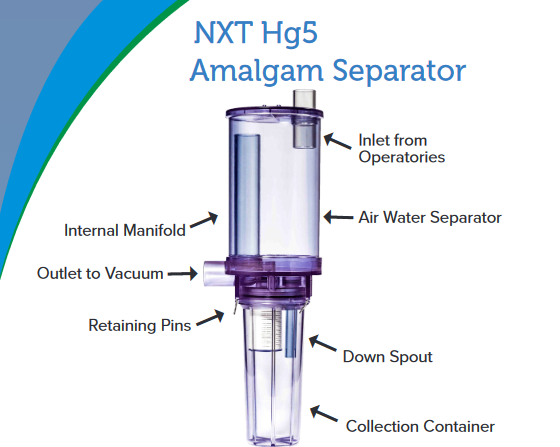 NXT Hg5
Amalgam Separator
Inlet from
Operatories
Internal Manifold
Air Water Separator
Outlet to Vacuum
Retaining Pins
Down Spout
Collection Container